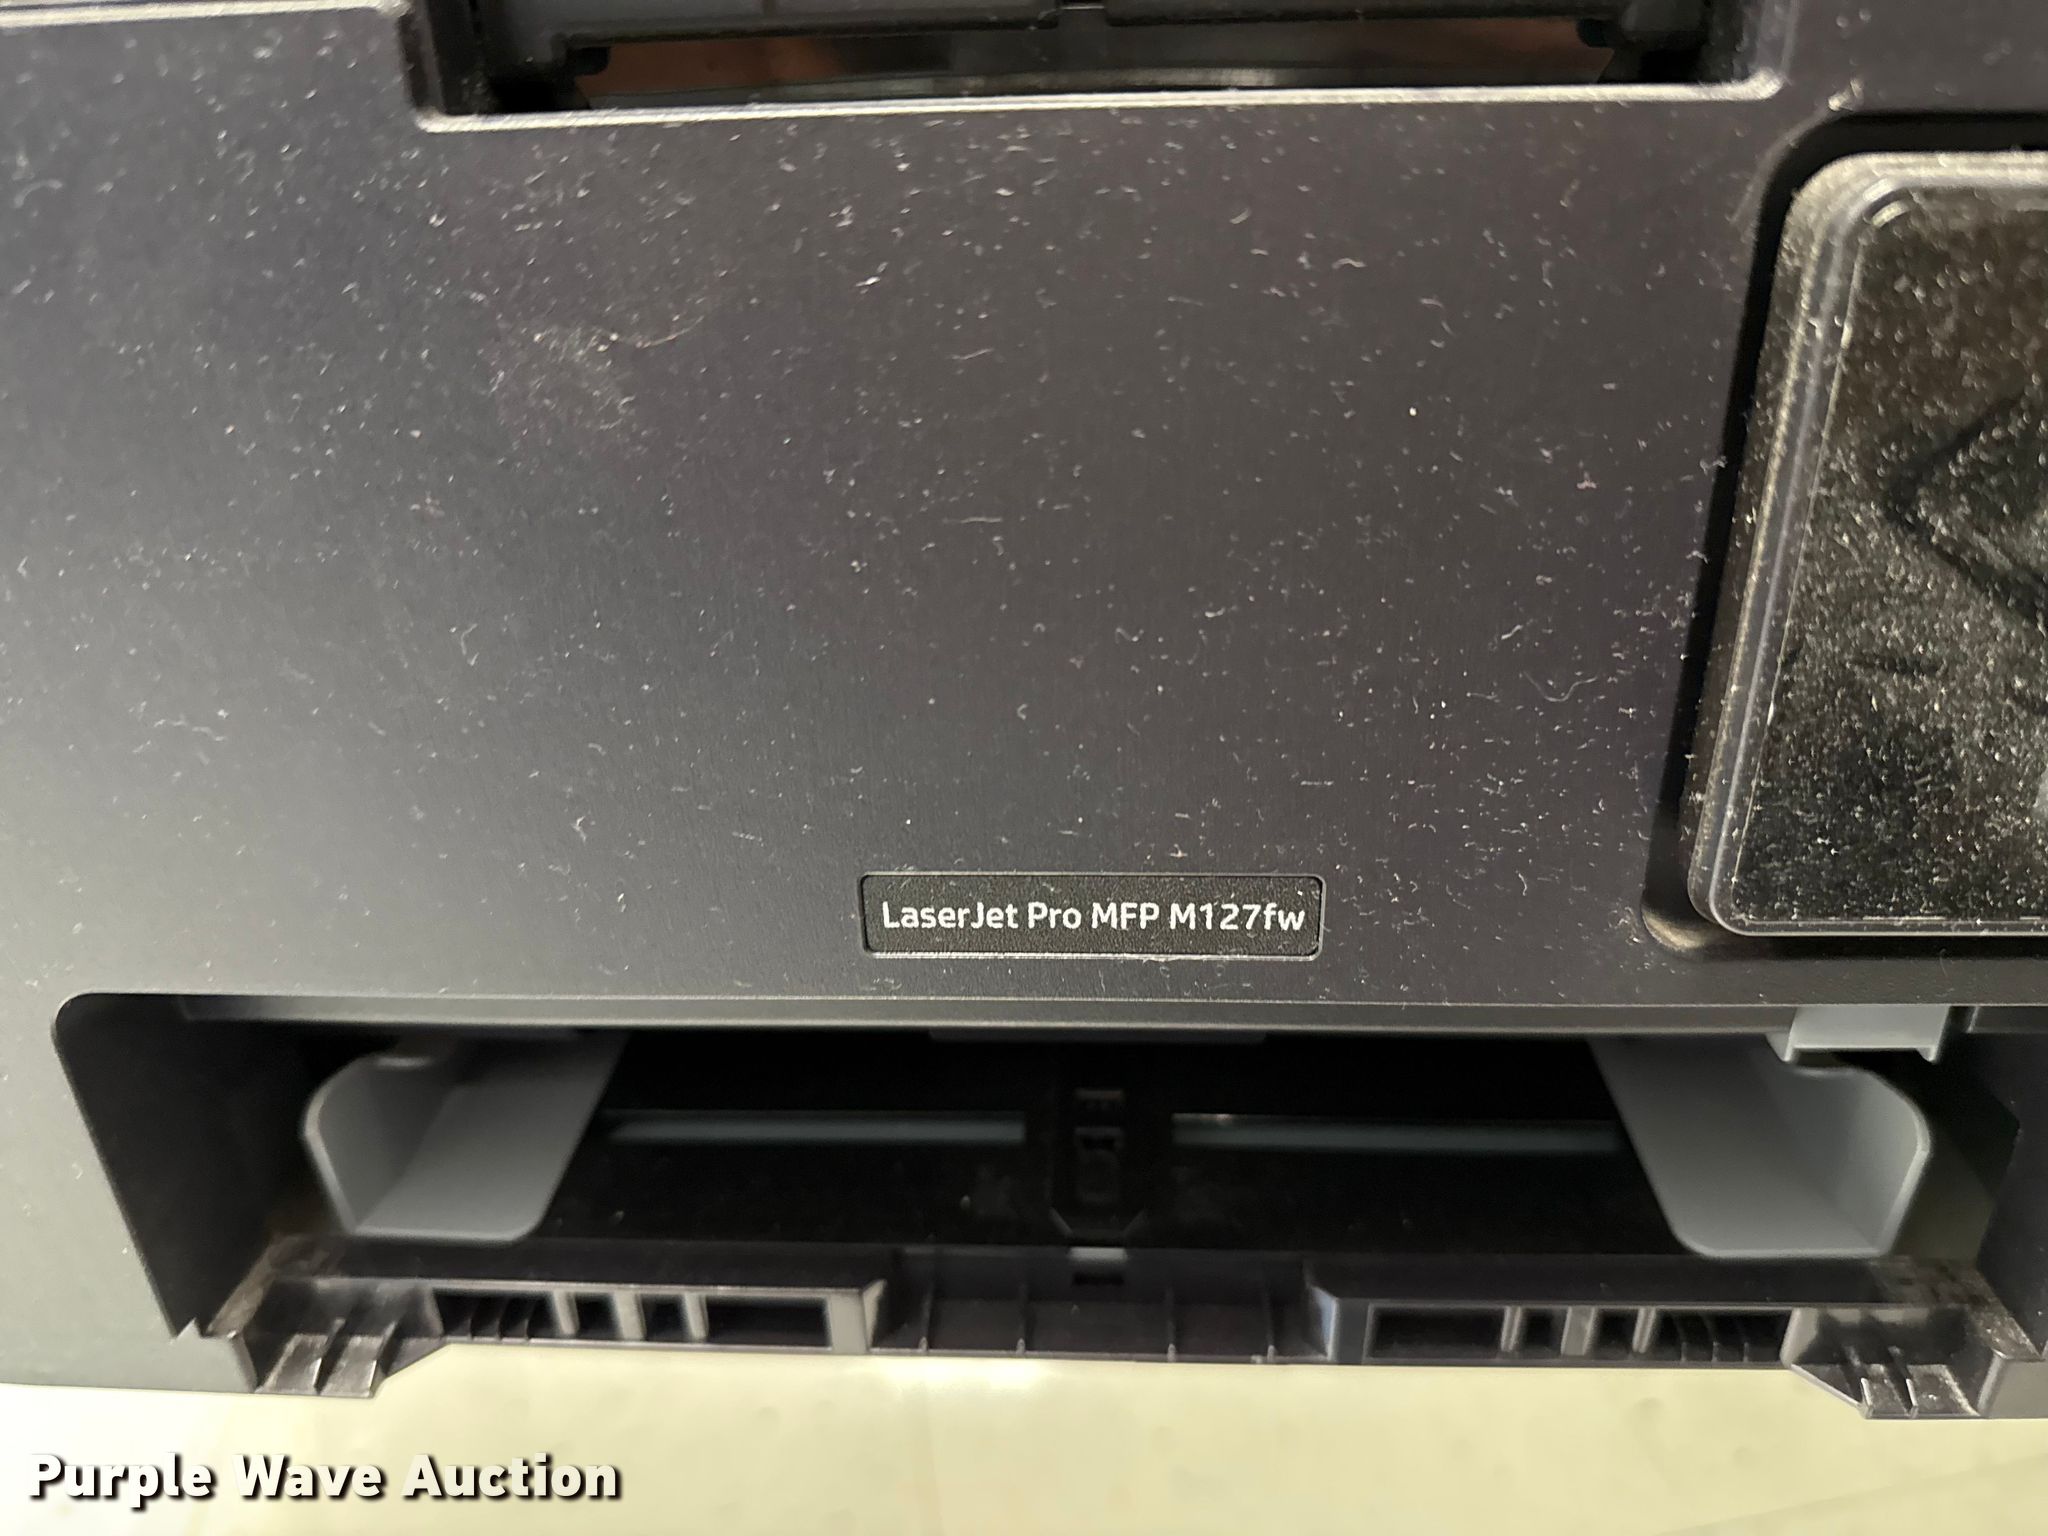 LaserJet Pro MFP M127fw
Purple Wave Auction